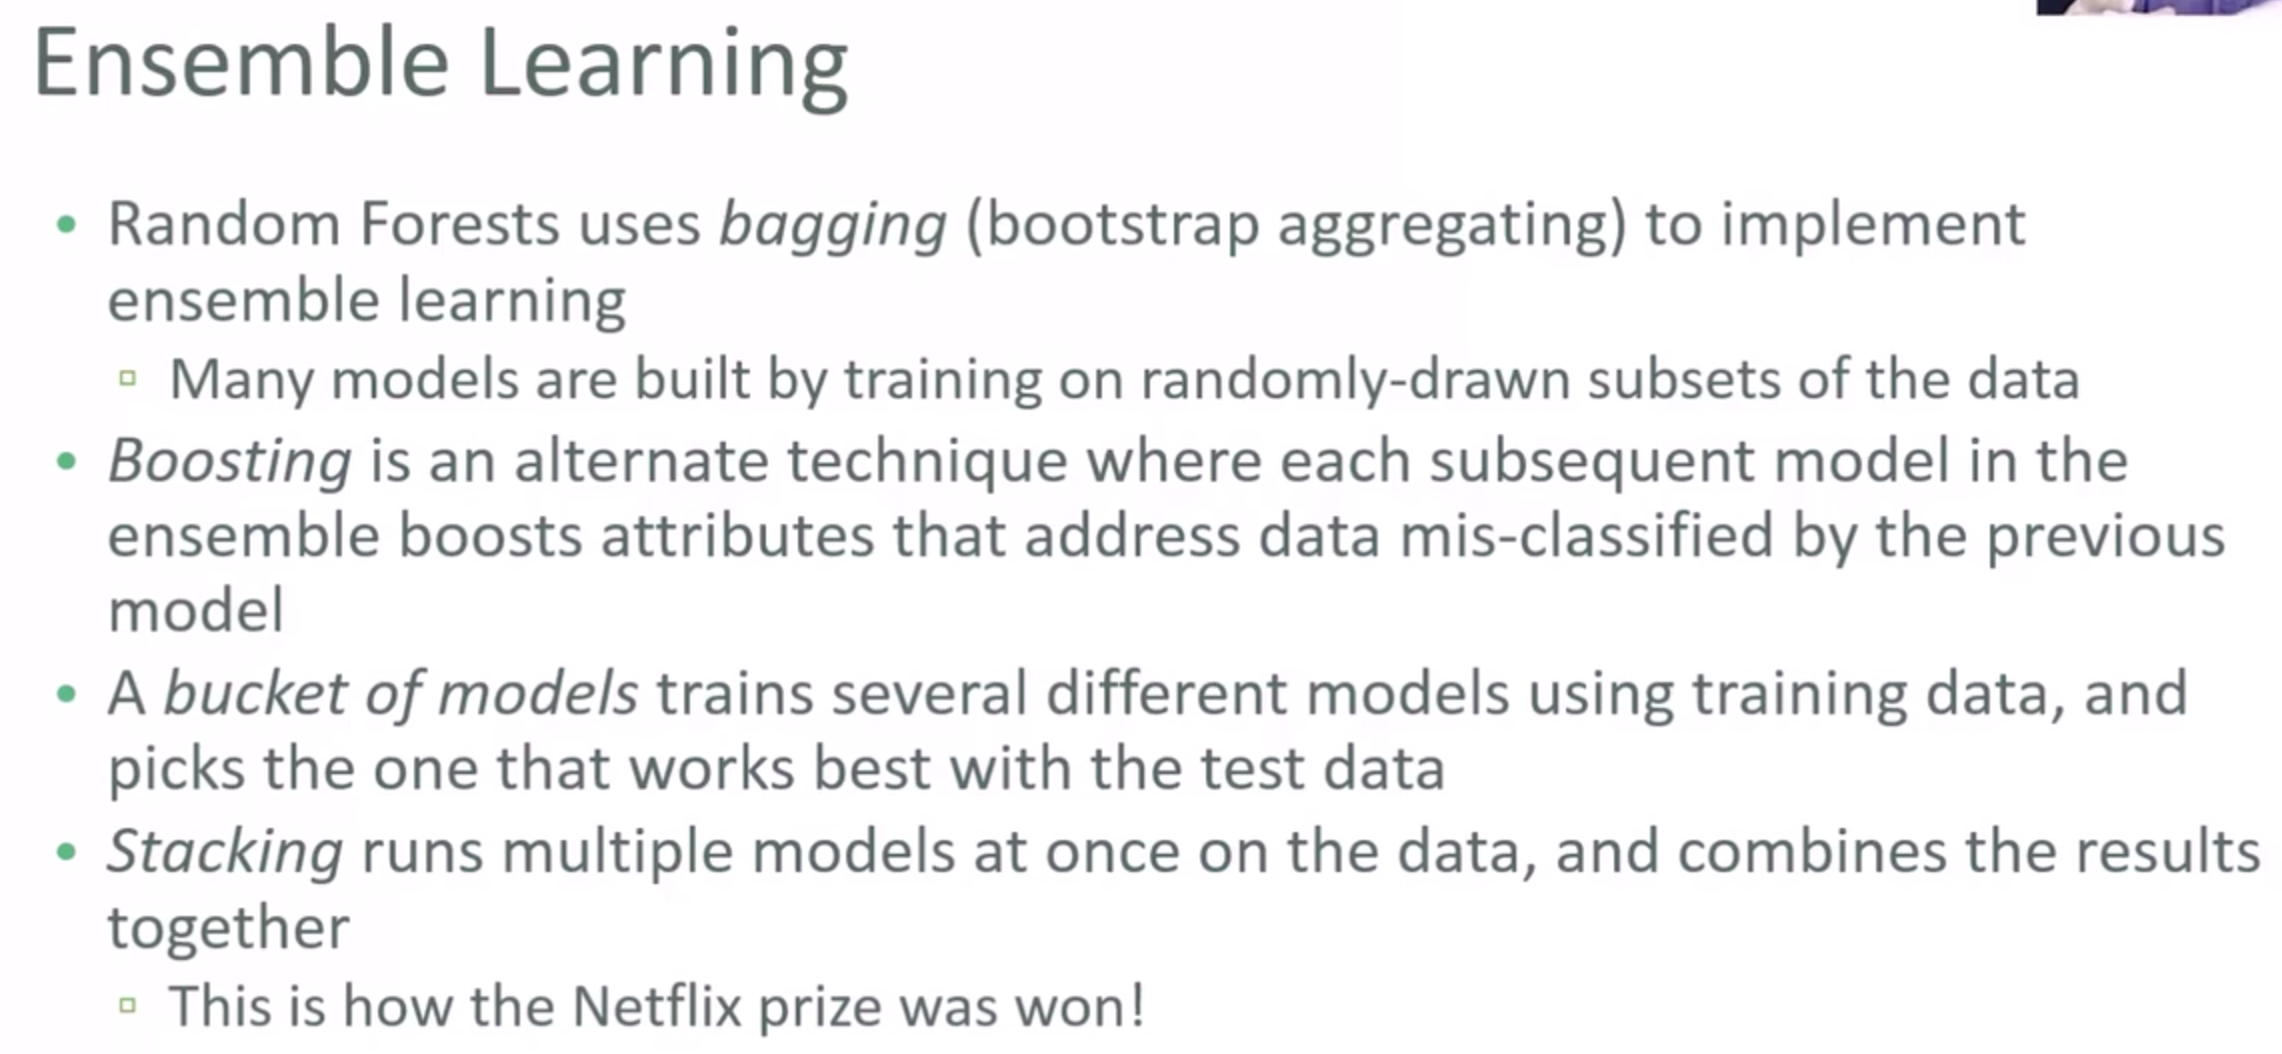 Ensemble Learning
• Random Forests uses bagging (bootstrap aggregating) to implement
ensemble learning
▫ Many models are built by training on randomly-drawn subsets of the data
• Boosting is an alternate technique where each subsequent model in the
ensemble boosts attributes that address data mis-classified by the previous
model
• A bucket of models trains several different models using training data, and
picks the one that works best with the test data
• Stacking runs multiple models at once on the data, and combines the results
together
▫ This is how the Netflix prize was won!